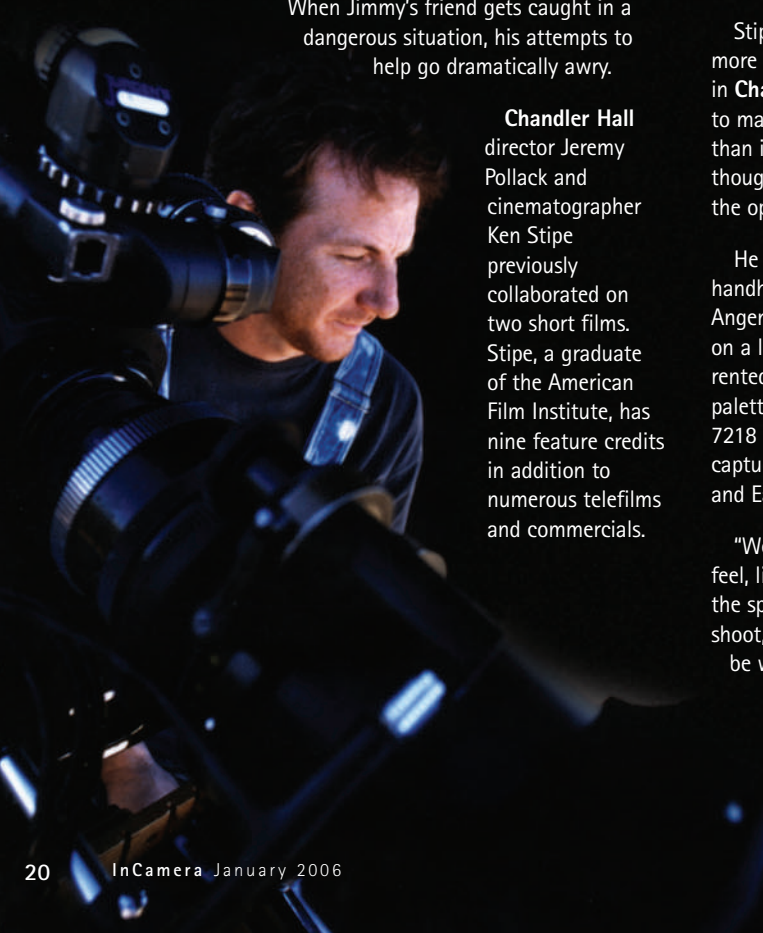 When Jimmy's friend gets caught in a
dangerous situation, his attempts to
help go dramatically awry.
Chandler Hall
director Jeremy
Pollack and
cinematographer
Ken Stipe
previously
collaborated on
two short films.
Stipe, a graduate
of the American
Film Institute, has
nine feature credits
in addition to
numerous telefilms
and commercials.
Stip
more
in Cha
to ma
than i
thoug
the op
He
handh
Anger
on a l
rented
palett
7218
captu
and E
"We
feel, li
the sp
shoot,
be w
20 InCamera January 2006